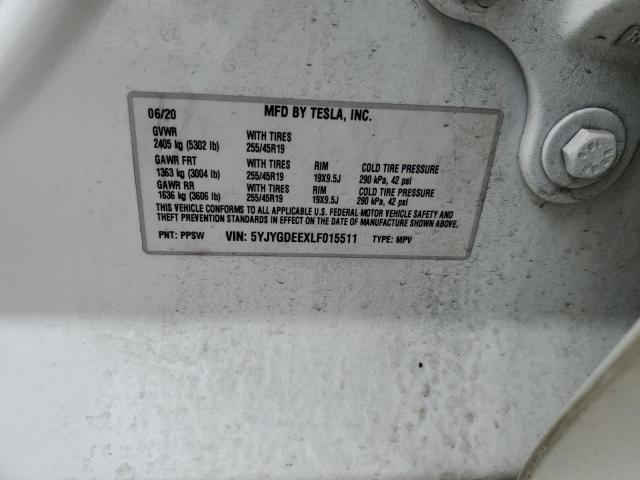 06/20 MFD BY TESLA, INC.
GVWR WITH TIRES
2405 kg (5302 lb) 255/45R19
GAWR FRT WITH TIRES RIM COLD TIRE PRESSURE
1363 kg (3004 lb) 255/45R19 19X9.5J 290 kPa, 42 psi
GAWR RR WITH TIRES RIM COLD TIRE PRESSURE
1636 kg (3606 lb) 255/45R19 19X9.5J 290 kPa, 42 psi
THIS VEHICLE CONFORMS TO ALL APPLICABLE U.S. FEDERAL MOTOR VEHICLE SAFETY AND
THEFT PREVENTION STANDARDS IN EFFECT ON THE DATE OF MANUFACTURE SHOWN ABOVE.
PNT: PPSW VIN: 5YJYGDEEXLF015511 TYPE: MPV